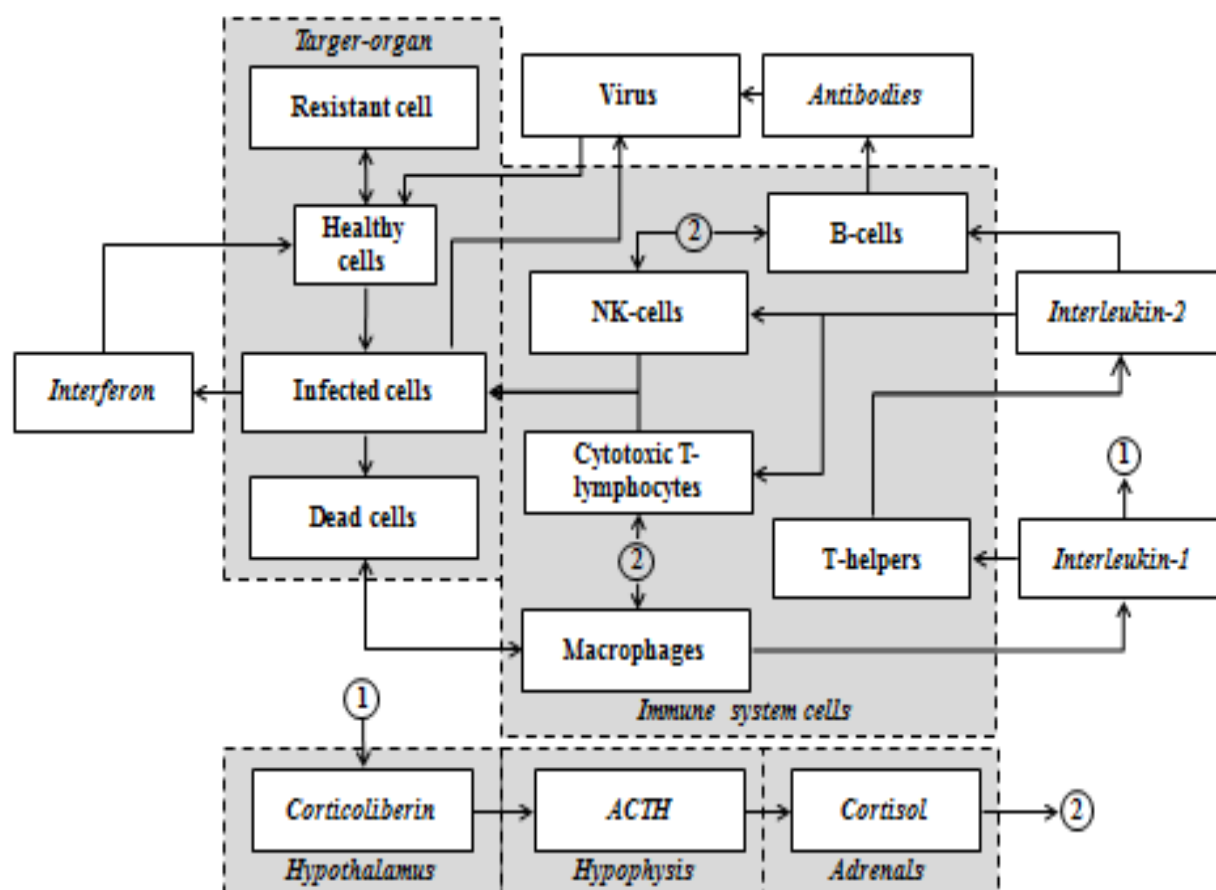 Targer-organ
Resistant cell
Virus
Antibodies
Healthy
cells
2
B-cells
NK-cells
Interleukin-2
Interferon
Infected cells
Cytotoxic T-
lymphocytes
1
Dead cells
2
T-helpers
Interleukin-1
Macrophages
1
Immune system cells
Corticoliberin
ACTH
Cortisol
2
Hypothalamus
Hypophysis
Adrenals